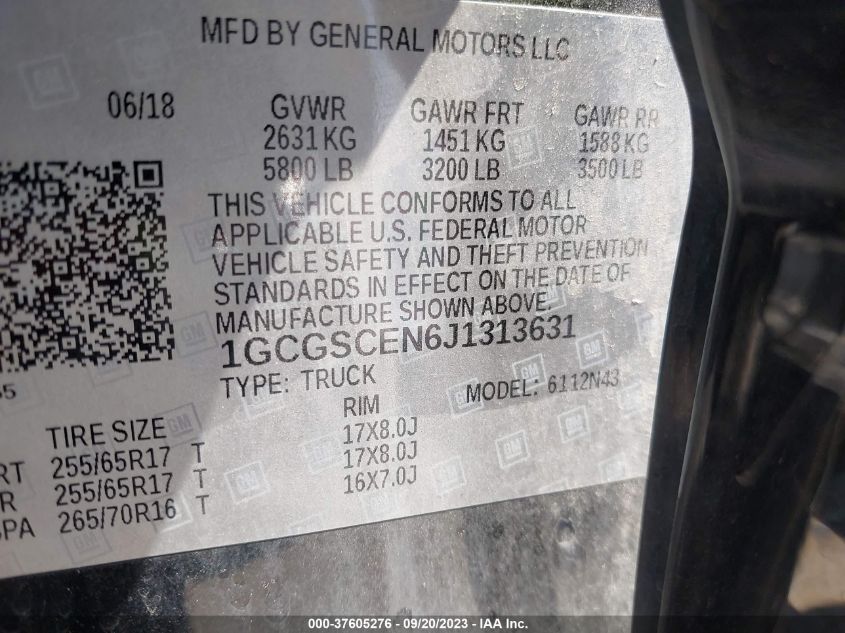 MFD BY GENERAL MOTORS LLC
06/18 GVWR GAWR FRT GAWR RR
2631 KG 1451 KG 1588 KG
5800 LB 3200 LB 3500 LB
THIS VEHICLE CONFORMS TO ALL
APPLICABLE U.S. FEDERAL MOTOR
VEHICLE SAFETY AND THEFT PREVENTION
STANDARDS IN EFFECT ON THE DATE OF
MANUFACTURE SHOWN ABOVE.
1GCGSCEN6J1313631
TYPE: TRUCK MODEL: 6112N43
TIRE SIZE RIM
RT 255/65R17 T 17X8.0J
R 255/65R17 T 17X8.0J
SPA 265/70R16 T 16X7.0J
GM
000-37605276 - 09/20/2023 - IAA Inc.